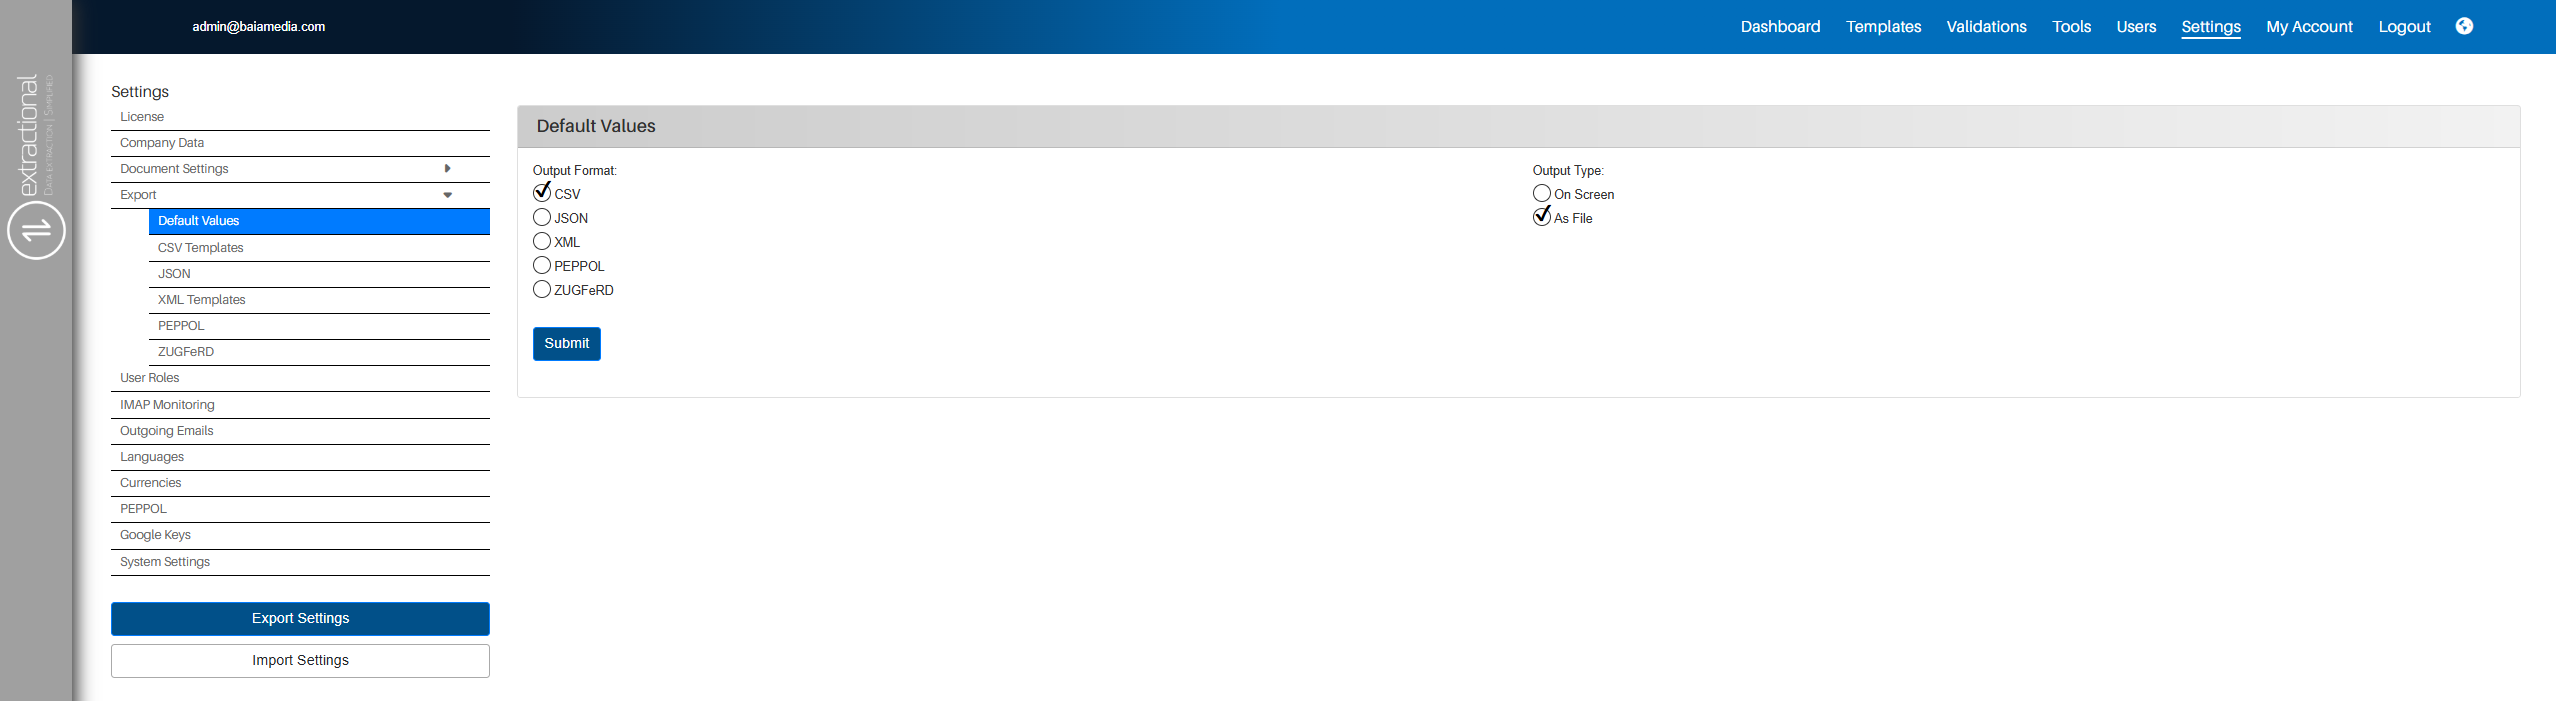 admin@baiamedia.com
Dashboard Templates Validations Tools Users Settings My Account Logout
extractional
DATA EXTRACTION | SIMPLIFIED
Settings
License
Company Data
Document Settings
Export
Default Values
CSV Templates
JSON
XML Templates
PEPPOL
ZUGFeRD
User Roles
IMAP Monitoring
Outgoing Emails
Languages
Currencies
PEPPOL
Google Keys
System Settings
Export Settings
Import Settings
Default Values
Output Format:
CSV
JSON
XML
PEPPOL
ZUGFeRD
Submit
Output Type:
On Screen
As File